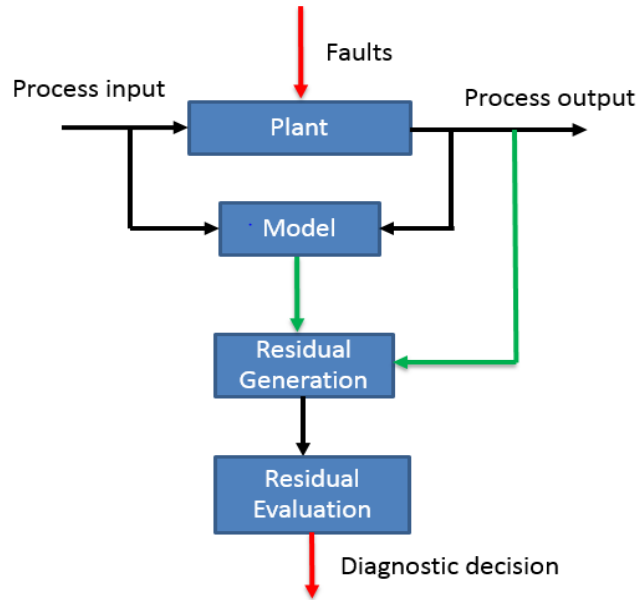 Faults
Process input
Process output
Plant
Model
Residual
Generation
Residual
Evaluation
Diagnostic decision